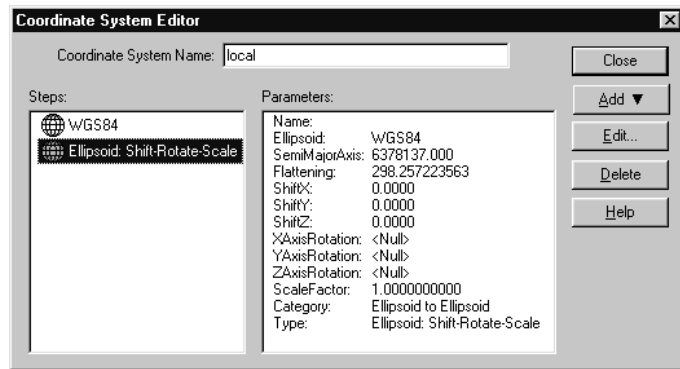 Coordinate System Editor
Coordinate System Name: local
Close
Steps:
WGS84
Ellipsoid: Shift-Rotate-Scale
Parameters:
Name:
Ellipsoid: WGS84
SemiMajorAxis: 6378137.000
Flattening: 298.257223563
ShiftX: 0.0000
ShiftY: 0.0000
ShiftZ: 0.0000
XAxisRotation: <Null>
YAxisRotation: <Null>
ZAxisRotation: <Null>
ScaleFactor: 1.0000000000
Category: Ellipsoid to Ellipsoid
Type: Ellipsoid: Shift-Rotate-Scale
Add ▼
Edit...
Delete
Help